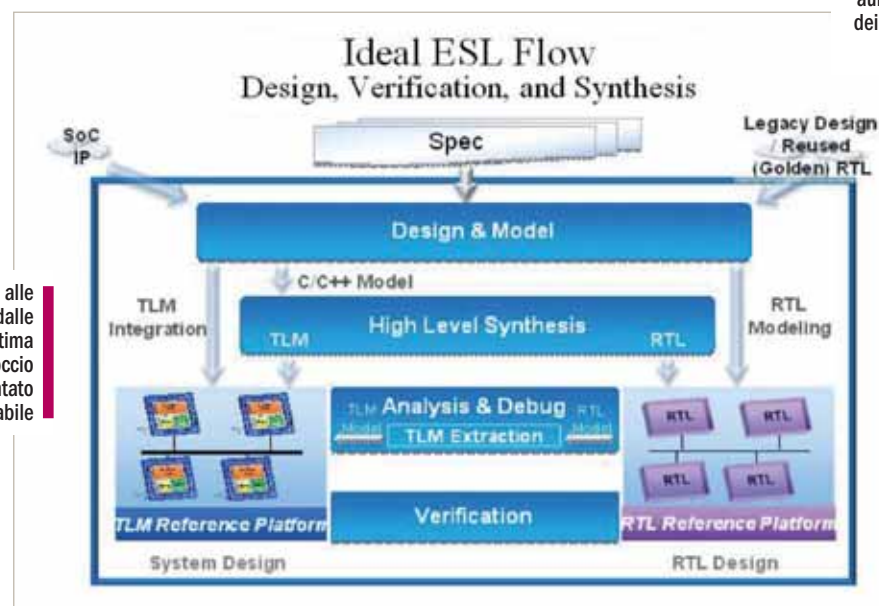 Ideal ESL Flow
Design, Verification, and Synthesis
SoC
IP
Spec
Legacy Design
/ Reused
(Golden) RTL
Design & Model
C/C++ Model
TLM
Integration
High Level Synthesis
TLM
RTL
RTL
Modeling
TLM
Model
Analysis & Debug
RTL
Model
TLM Extraction
RTL
RTL
RTL
RTL
TLM Reference Platform
Verification
RTL Reference Platform
System Design
RTL Design
alle
dalle
tima
occio
ntato
abile
dei